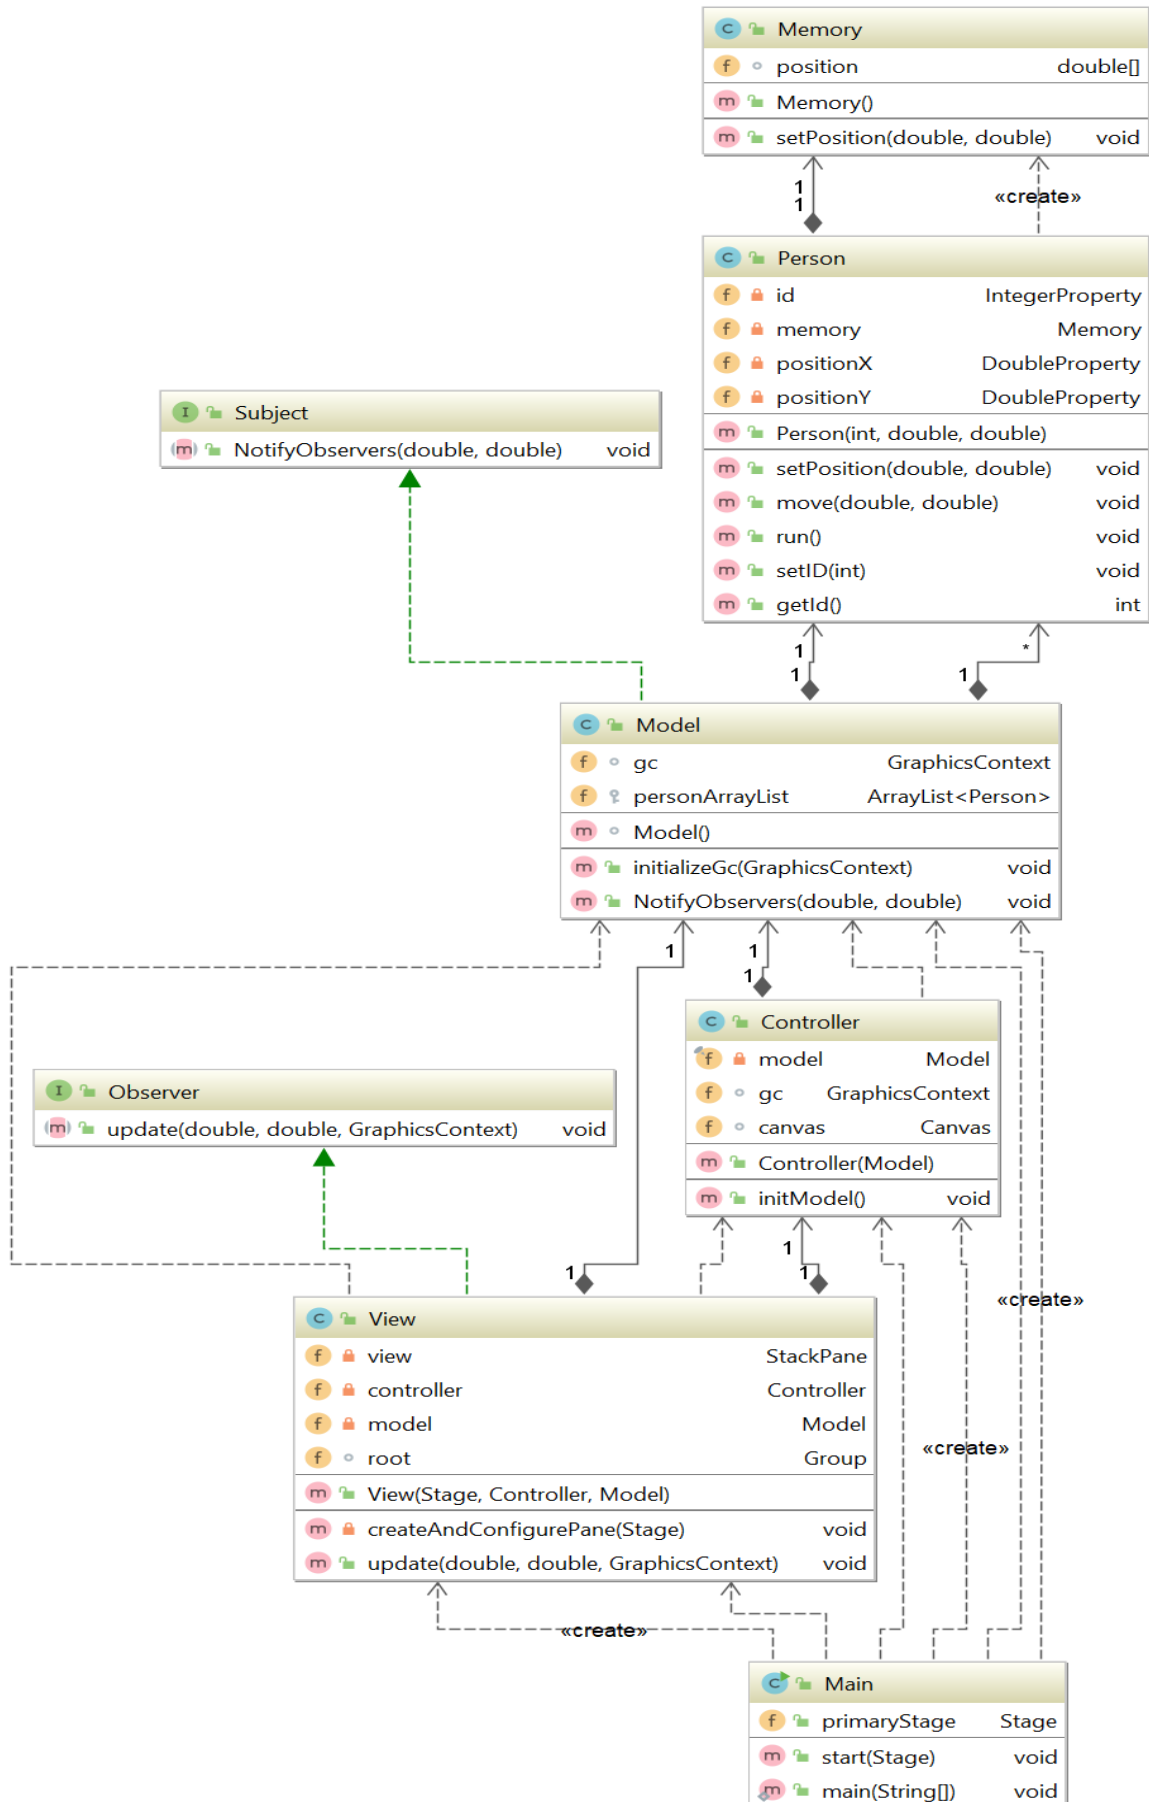 Memory
position double[]
Memory()
setPosition(double, double) void
1
1
«create»
Person
id IntegerProperty
memory Memory
positionX DoubleProperty
positionY DoubleProperty
Person(int, double, double)
setPosition(double, double) void
move(double, double) void
run() void
setID(int) void
getId() int
Subject
NotifyObservers(double, double) void
1
*
1
1
Model
gc GraphicsContext
personArrayList ArrayList<Person>
Model()
initializeGc(GraphicsContext) void
NotifyObservers(double, double) void
1
1
1
Controller
model Model
gc GraphicsContext
canvas Canvas
Controller(Model)
initModel() void
Observer
update(double, double, GraphicsContext) void
1
1
1
«create»
View
view StackPane
controller Controller
model Model
root Group
View(Stage, Controller, Model)
createAndConfigurePane(Stage) void
update(double, double, GraphicsContext) void
«create»
«create»
Main
primaryStage Stage
start(Stage) void
main(String[]) void